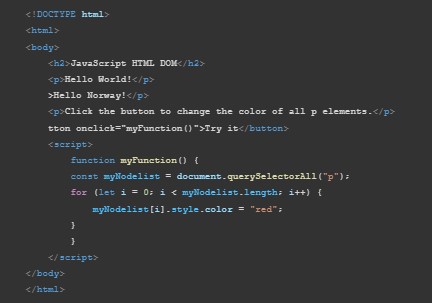 <!DOCTYPE html>
<html>
<body>
<h2>JavaScript HTML DOM</h2>
<p>Hello World!</p>
>Hello Norway!</p>
<p>Click the button to change the color of all p elements.</p>
tton onclick="myFunction()">Try it</button>
<script>
function myFunction() {
const myNodelist = document.querySelectorAll("p");
for (let i = 0; i < myNodelist.length; i++) {
myNodelist[i].style.color = "red";
}
}
</script>
</body>
</html>